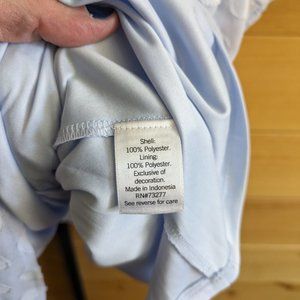 Shell:
100% Polyester.
Lining:
100% Polyester.
Exclusive of
decoration.
Made in Indonesia
RN#73277
See reverse for care